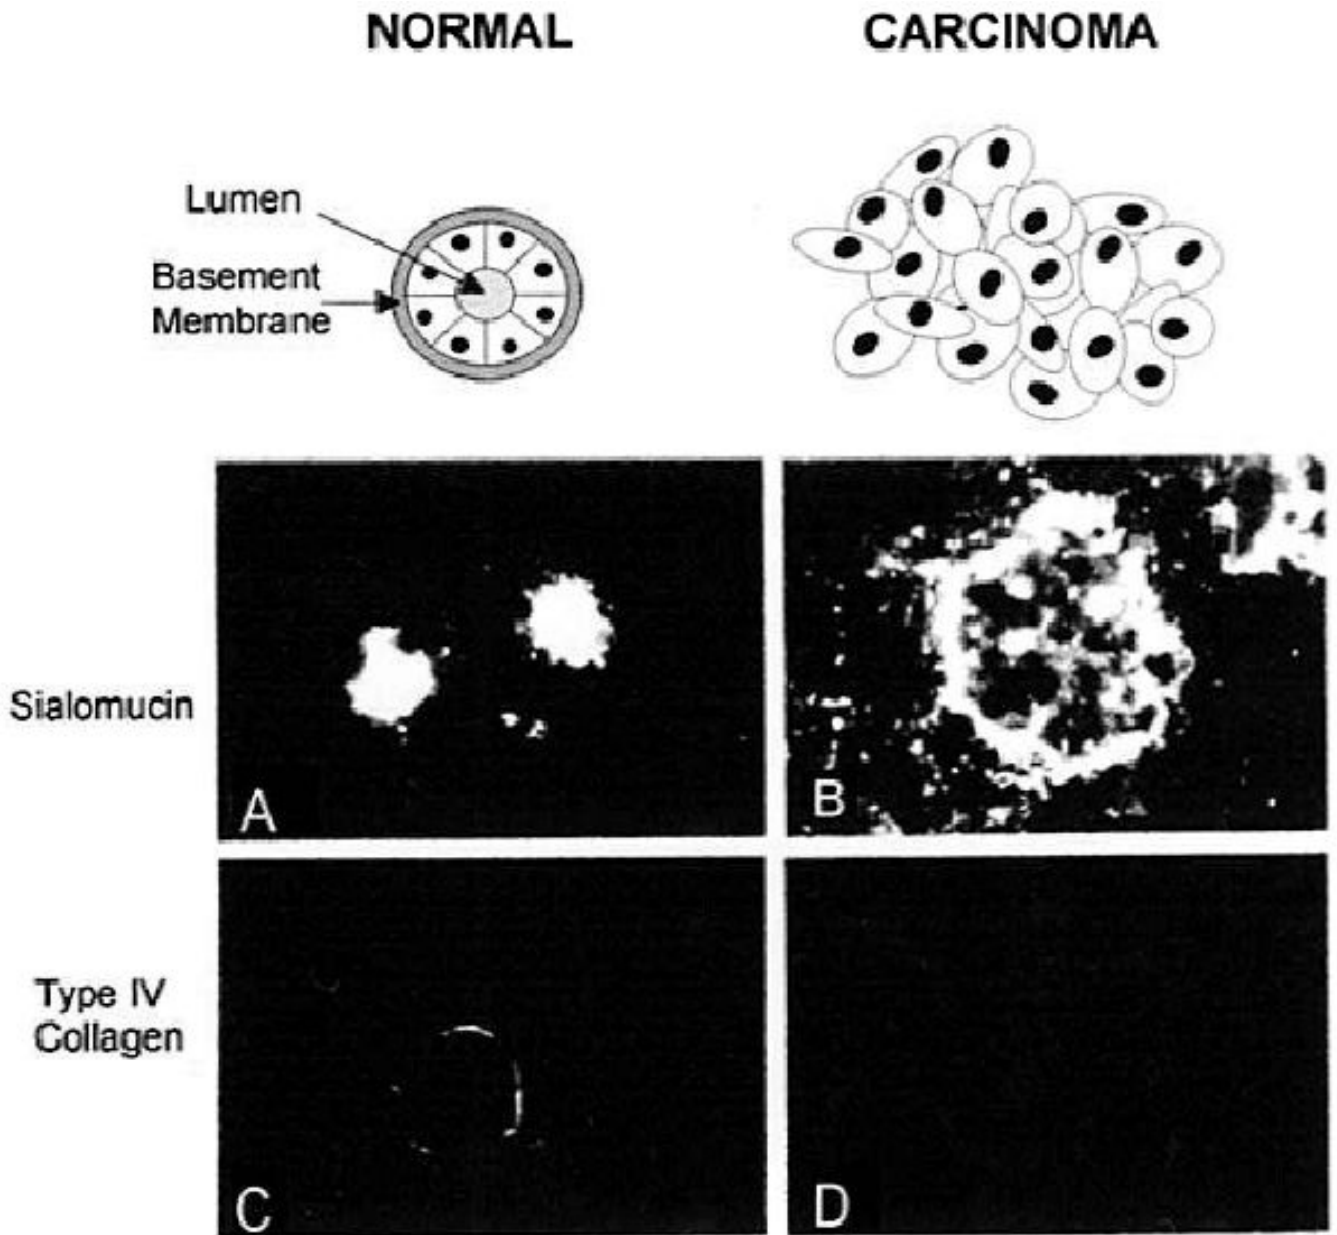 NORMAL
CARCINOMA
Lumen
Basement
Membrane
Sialomucin
A
B
Type IV
Collagen
C
D